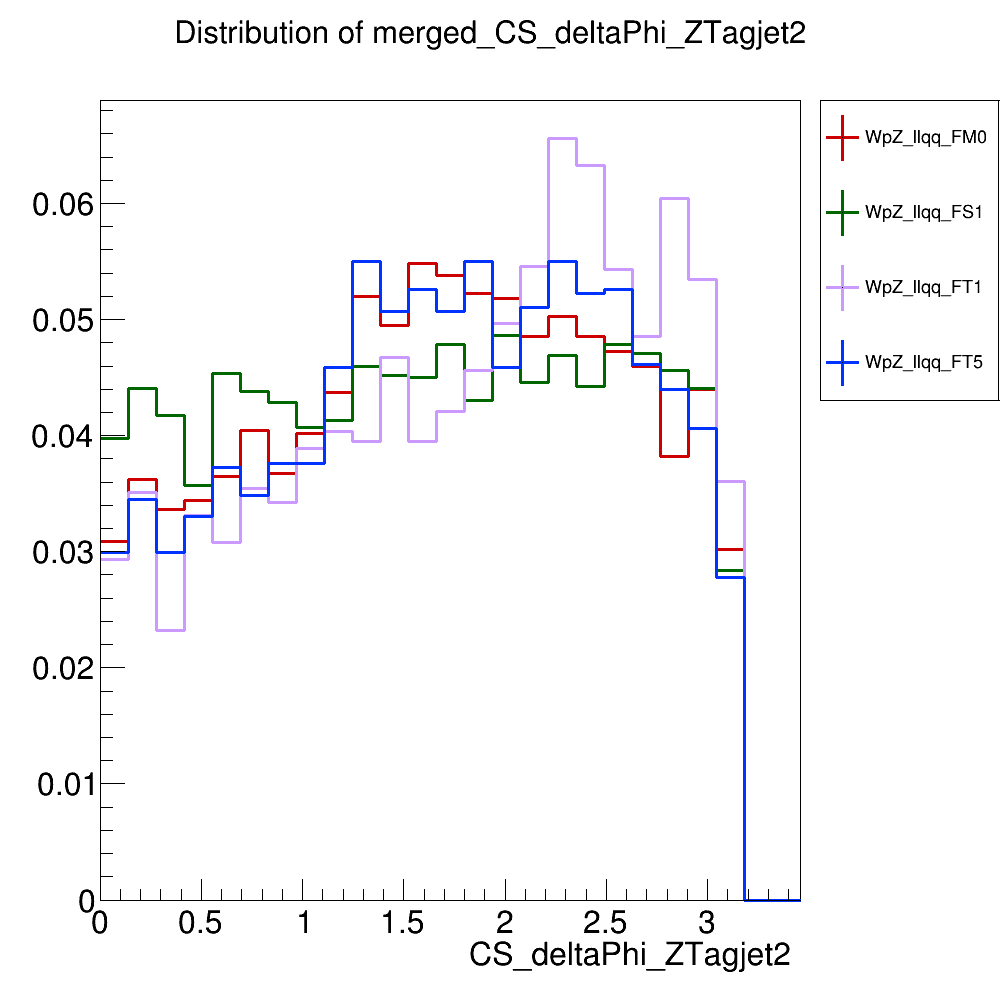 Distribution of merged_CS_deltaPhi_ZTagjet2
WpZ_llqq_FM0
WpZ_llqq_FS1
WpZ_llqq_FT1
WpZ_llqq_FT5
0.06
0.05
0.04
0.03
0.02
0.01
0
0 0.5 1 1.5 2 2.5 3
CS_deltaPhi_ZTagjet2